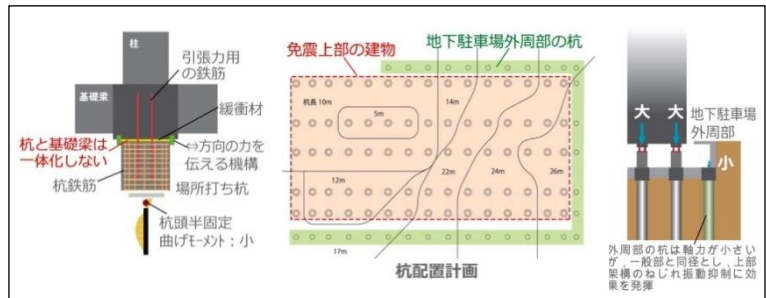 柱
引張力用
の鉄筋
基礎梁
緩衝材
杭と基礎梁は
一体化しない
⇔方向の力を
伝える機構
杭鉄筋
場所打ち杭
杭頭半固定
曲げモーメント：小
免震上部の建物
地下駐車場外周部の杭
杭長10m
5m
14m
12m
22m
24m
26m
17m
杭配置計画
大
大
地下駐車場
外周部
小
外周部の杭は軸力が小さい
が，一般部と同径とし，上部
架構のねじれ振動抑制に効
果を発揮